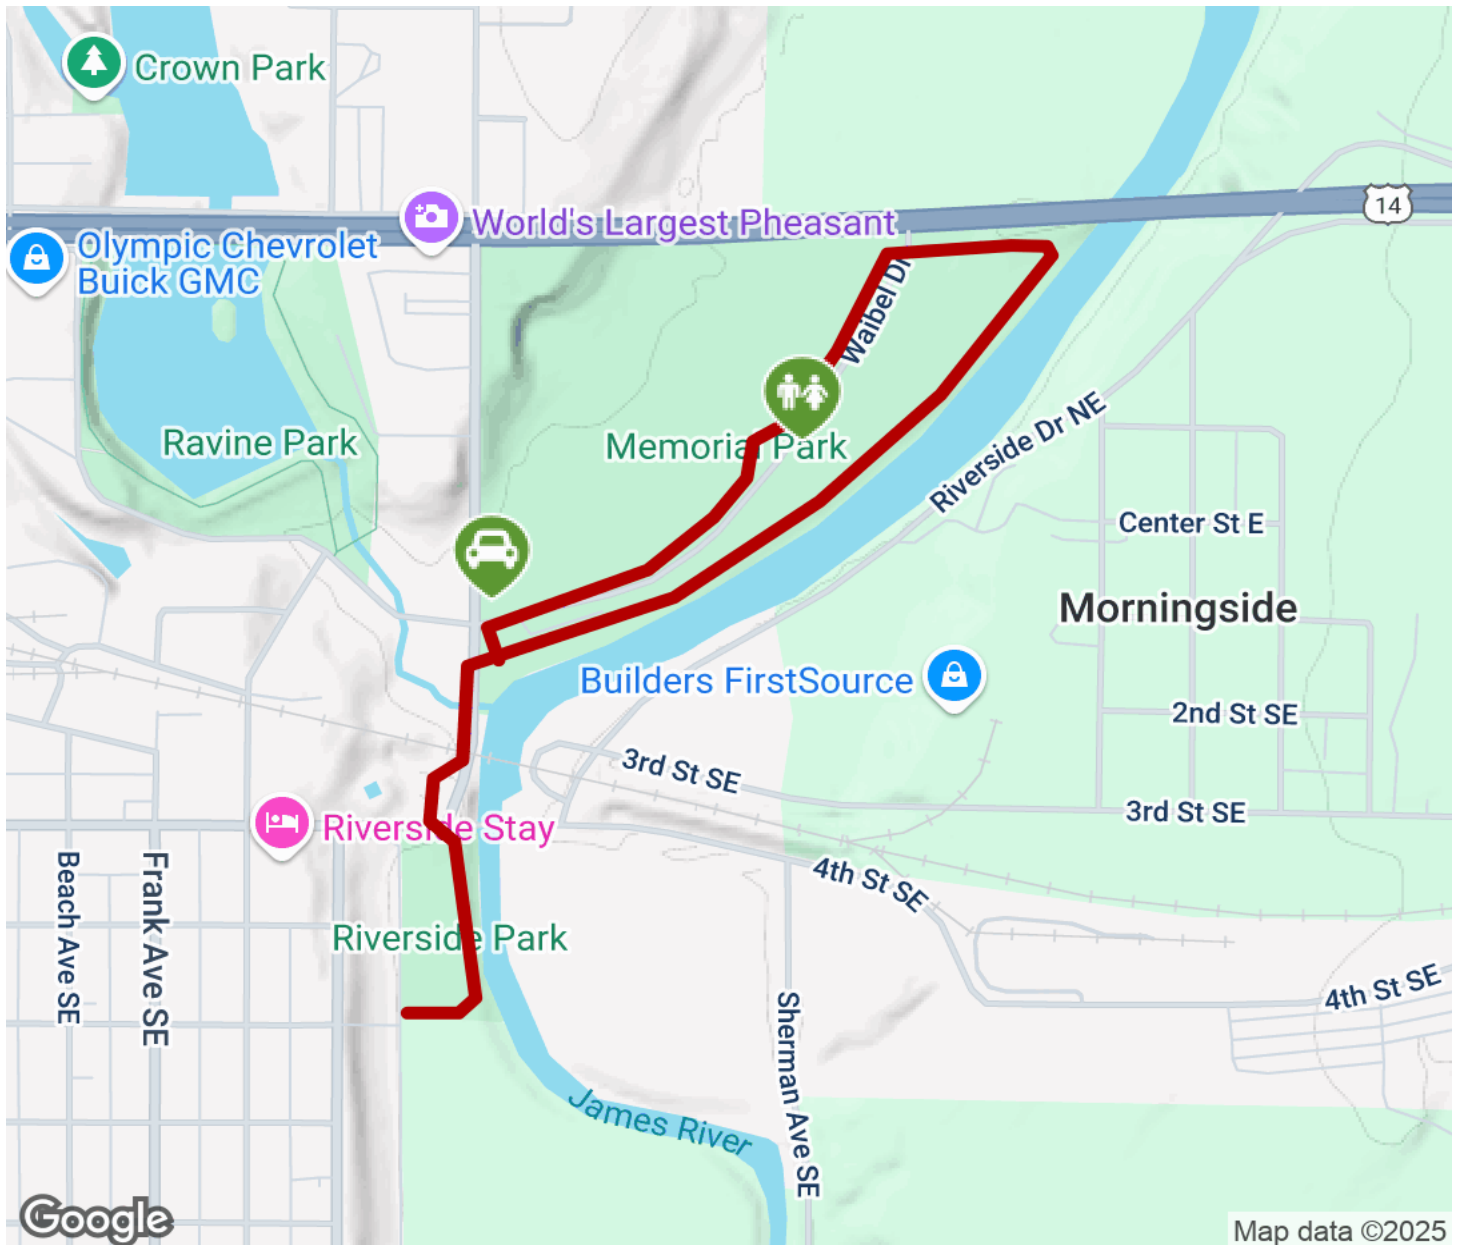 Crown Park
World's Largest Pheasant
14
Olympic Chevrolet
Buick GMC
Waibel Dr
Ravine Park
Memorial Park
Riverside Dr NE
Center St E
Morningside
Builders FirstSource
2nd St SE
3rd St SE
3rd St SE
Riverside Stay
Beach Ave SE
Frank Ave SE
4th St SE
Riverside Park
4th St SE
Sherman Ave SE
James River
Google
Map data ©2025